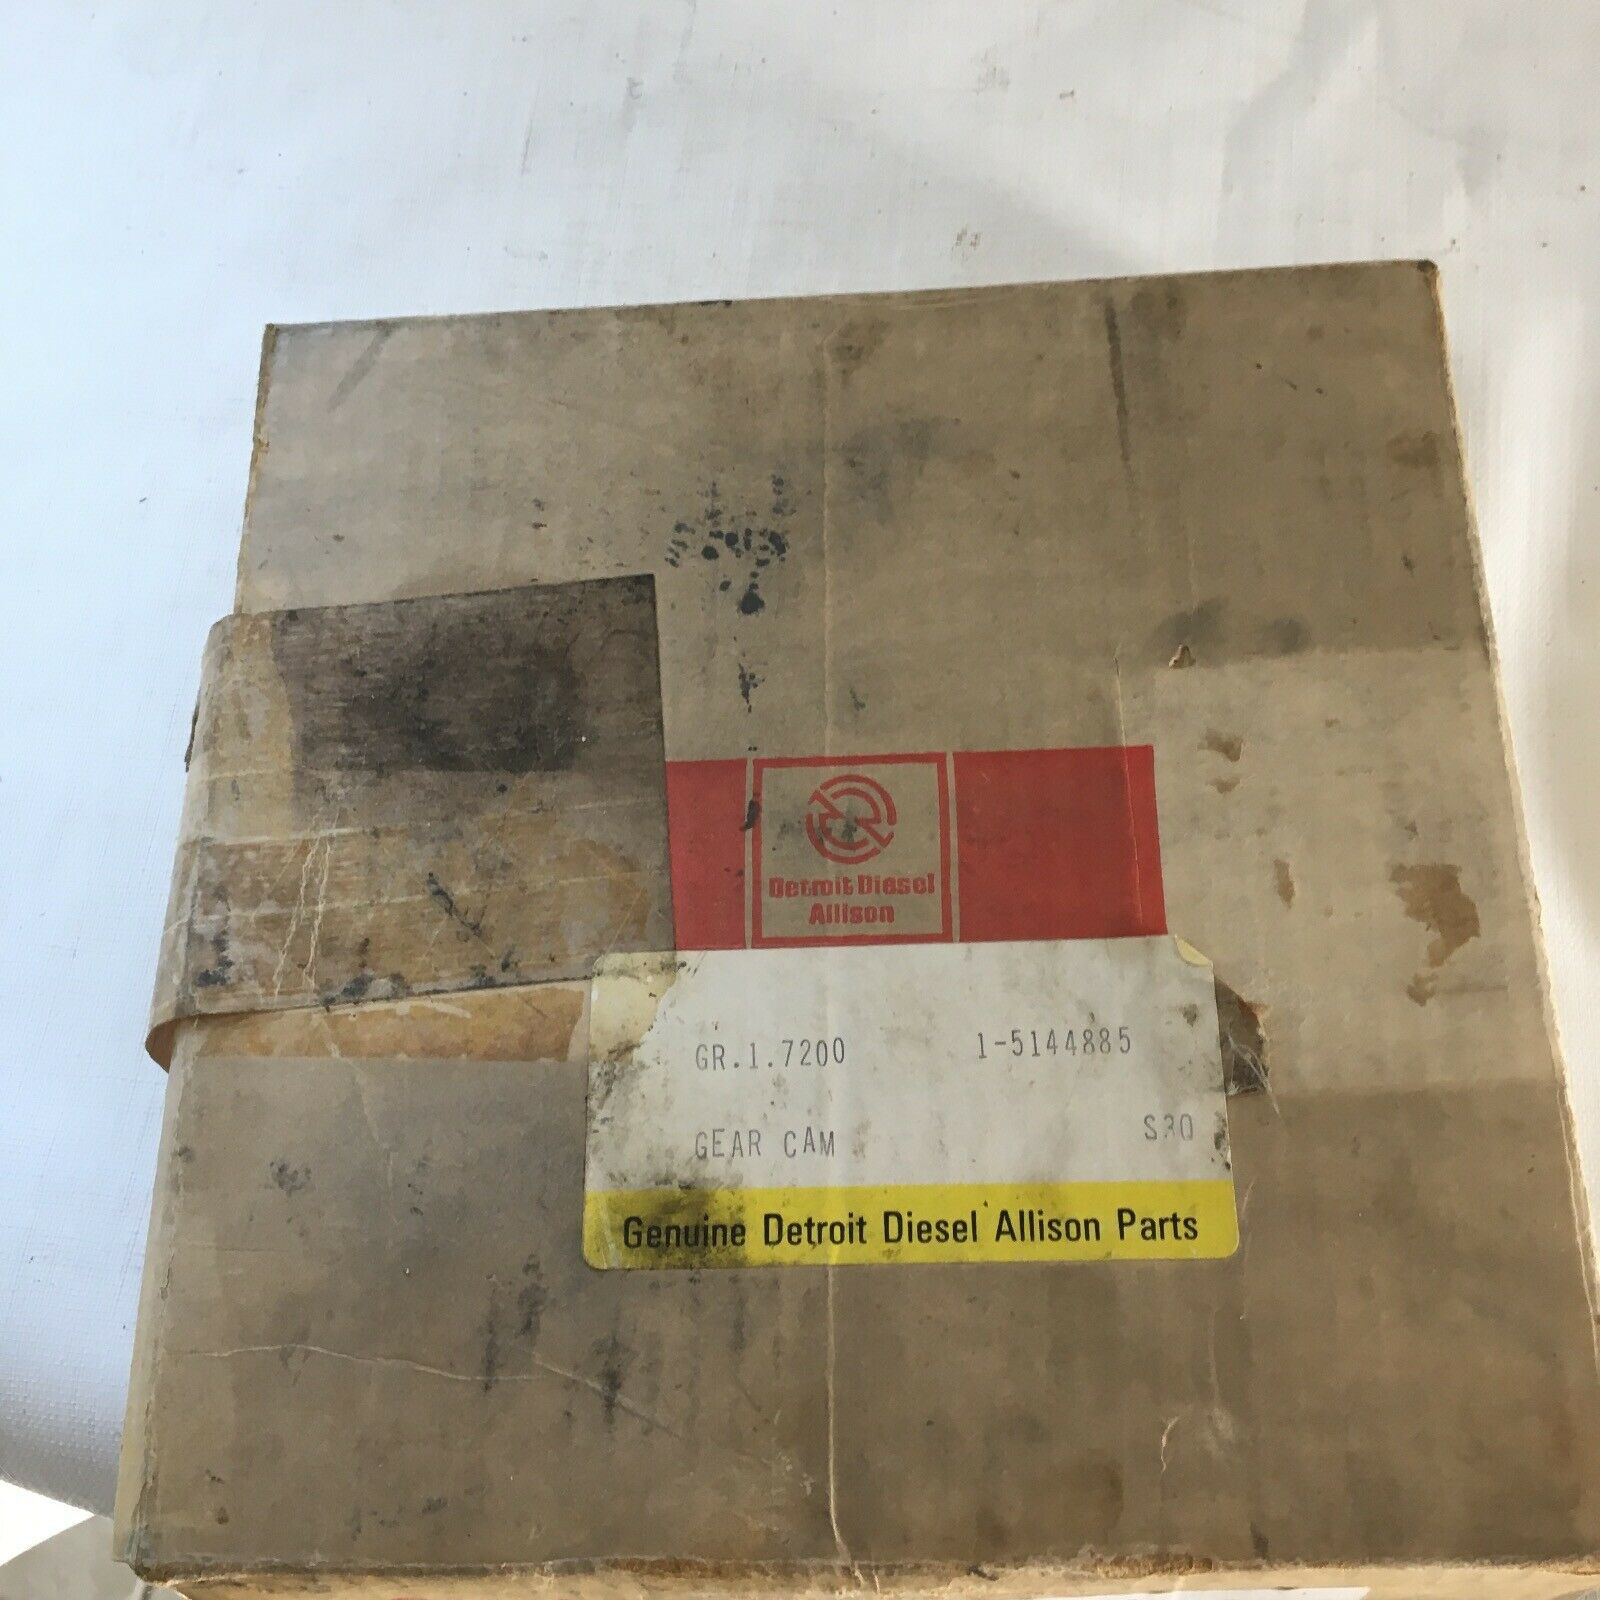 Detroit Diesel
Allison
GR.1.7200 1-5144885
GEAR CAM S30
Genuine Detroit Diesel Allison Parts